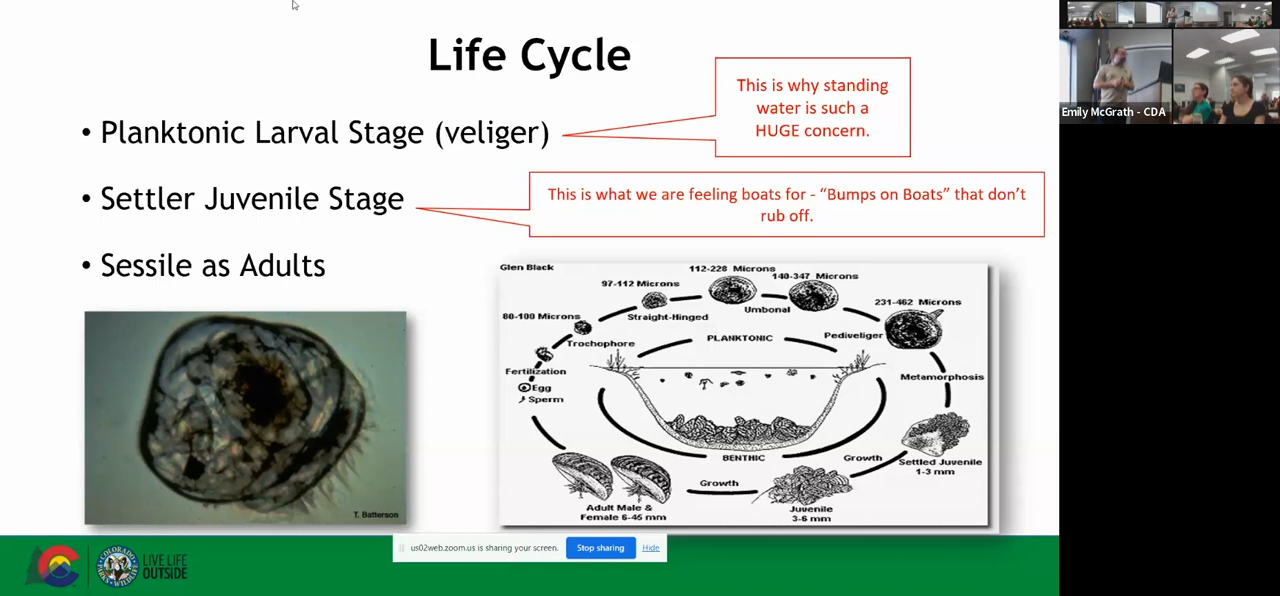 Life Cycle
This is why standing
water is such a
HUGE concern.
• Planktonic Larval Stage (veliger)
• Settler Juvenile Stage
This is what we are feeling boats for - “Bumps on Boats” that don’t
rub off.
• Sessile as Adults
T. Batterson
Glen Black
112-228 Microns
140-347 Microns
97-112 Microns
231-462 Microns
Straight-Hinged
Umbonal
80-100 Microns
Trochophore
PLANKTONIC
Pediveliger
Fertilization
Egg
Sperm
Metamorphosis
BENTHIC
Growth
Settled Juvenile
1-3 mm
Growth
Adult Male &
Female 6-45 mm
Juvenile
3-6 mm
us02web.zoom.us is sharing your screen.
Stop sharing
Hide
COLORADO
PARKS
WILDLIFE
LIVE LIFE
OUTSIDE
Emily McGrath - CDA